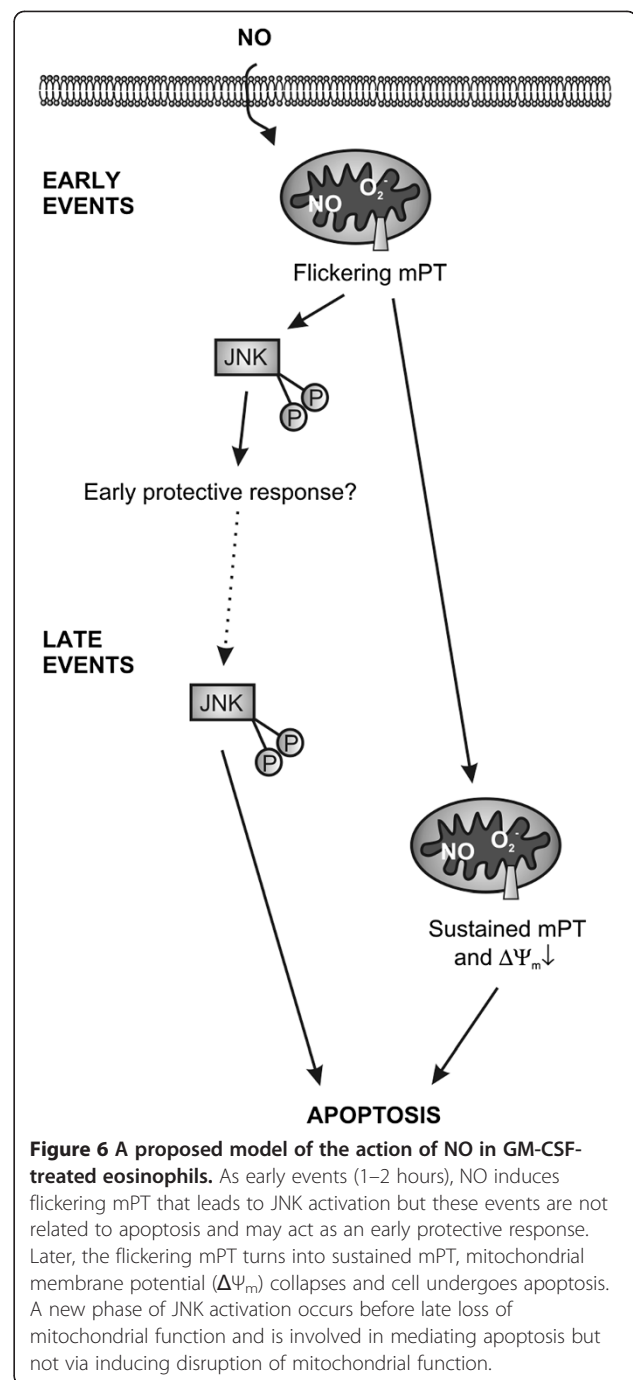 NO
EARLY
EVENTS
NO O₂⁻
Flickering mPT
JNK
P
P
Early protective response?
LATE
EVENTS
JNK
P
P
NO O₂⁻
Sustained mPT
and ΔΨₘ↓
APOPTOSIS
Figure 6 A proposed model of the action of NO in GM-CSF-
treated eosinophils. As early events (1–2 hours), NO induces
flickering mPT that leads to JNK activation but these events are not
related to apoptosis and may act as an early protective response.
Later, the flickering mPT turns into sustained mPT, mitochondrial
membrane potential (ΔΨₘ) collapses and cell undergoes apoptosis.
A new phase of JNK activation occurs before late loss of
mitochondrial function and is involved in mediating apoptosis but
not via inducing disruption of mitochondrial function.